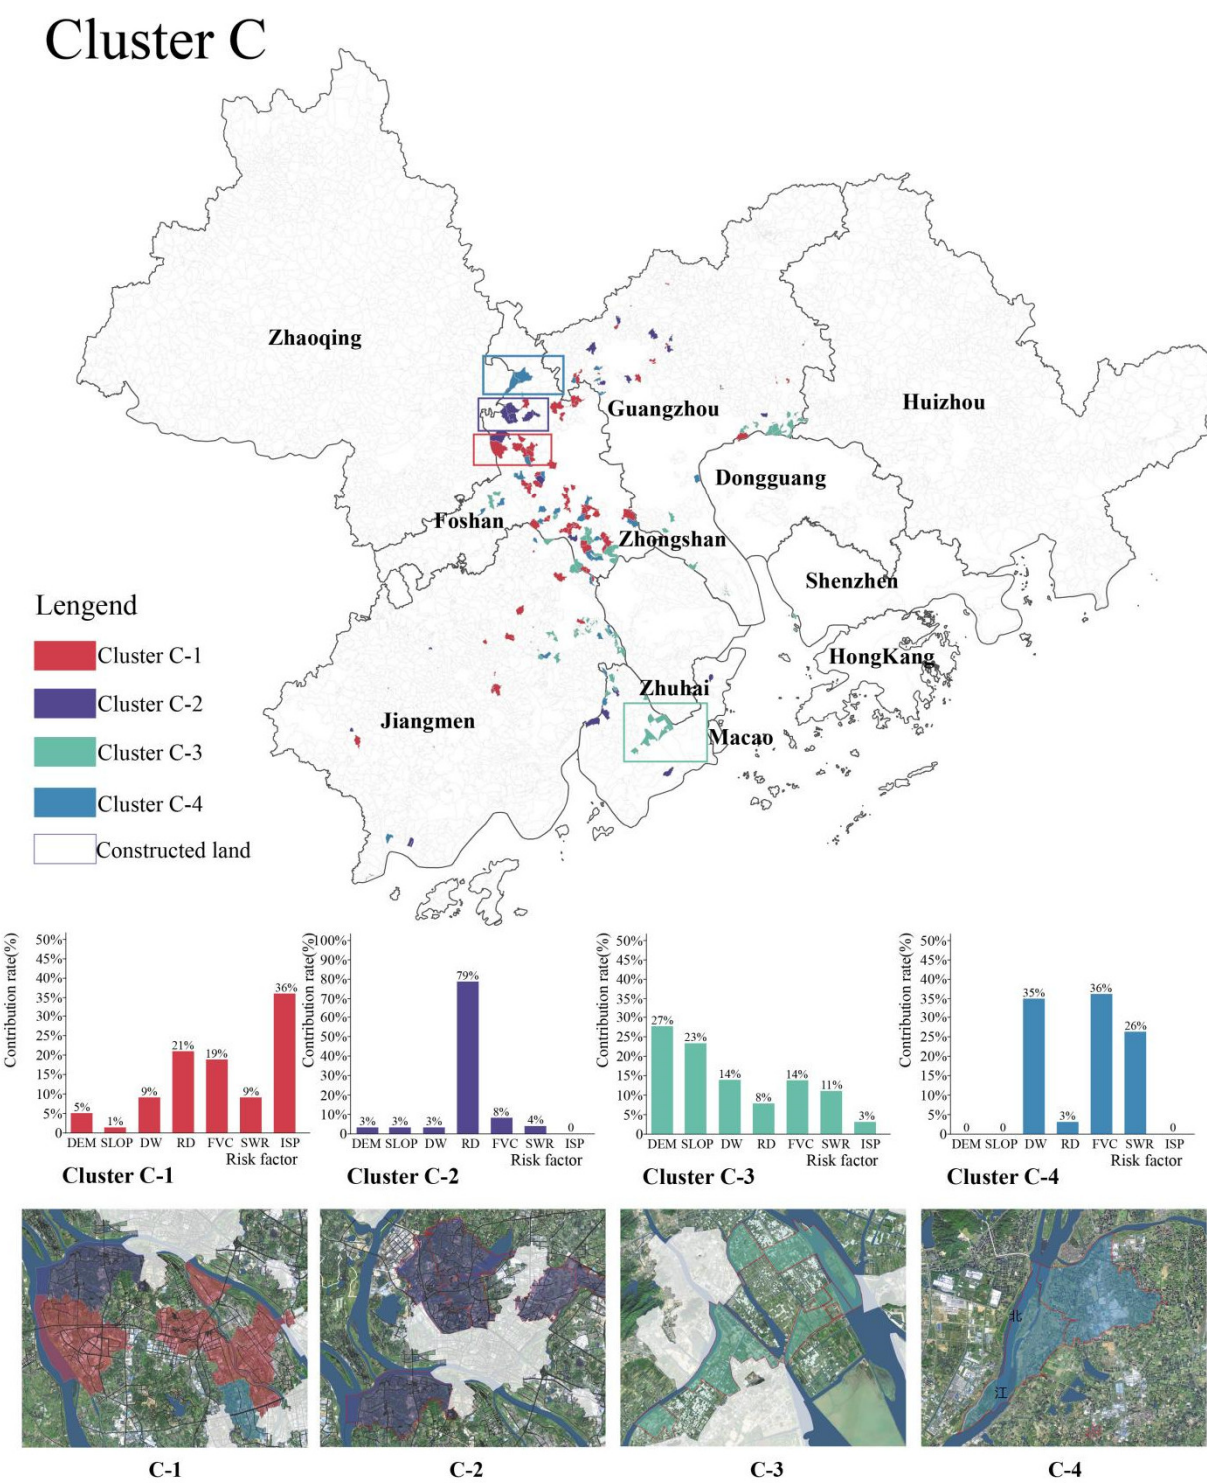 Cluster C
Zhaoqing
Guangzhou
Huizhou
Dongguang
Foshan
Zhongshan
Shenzhen
HongKang
Zhuhai
Jiangmen
Macao
Lengend
Cluster C-1
Cluster C-2
Cluster C-3
Cluster C-4
Constructed land
Contribution rate(%)
50%
45%
40%
35%
30%
25%
20%
15%
10%
5%
0
5%
1%
9%
21%
19%
9%
36%
DEM SLOP DW RD FVC SWR ISP
Risk factor
Cluster C-1
Contribution rate(%)
100%
90%
80%
70%
60%
50%
40%
30%
20%
10%
0
3%
3%
3%
79%
8%
4%
0
DEM SLOP DW RD FVC SWR ISP
Risk factor
Cluster C-2
Contribution rate(%)
50%
45%
40%
35%
30%
25%
20%
15%
10%
5%
0
27%
23%
14%
8%
14%
11%
3%
DEM SLOP DW RD FVC SWR ISP
Risk factor
Cluster C-3
Contribution rate(%)
50%
45%
40%
35%
30%
25%
20%
15%
10%
5%
0
0
0
35%
3%
36%
26%
0
DEM SLOP DW RD FVC SWR ISP
Risk factor
Cluster C-4
北
江
C-1
C-2
C-3
C-4